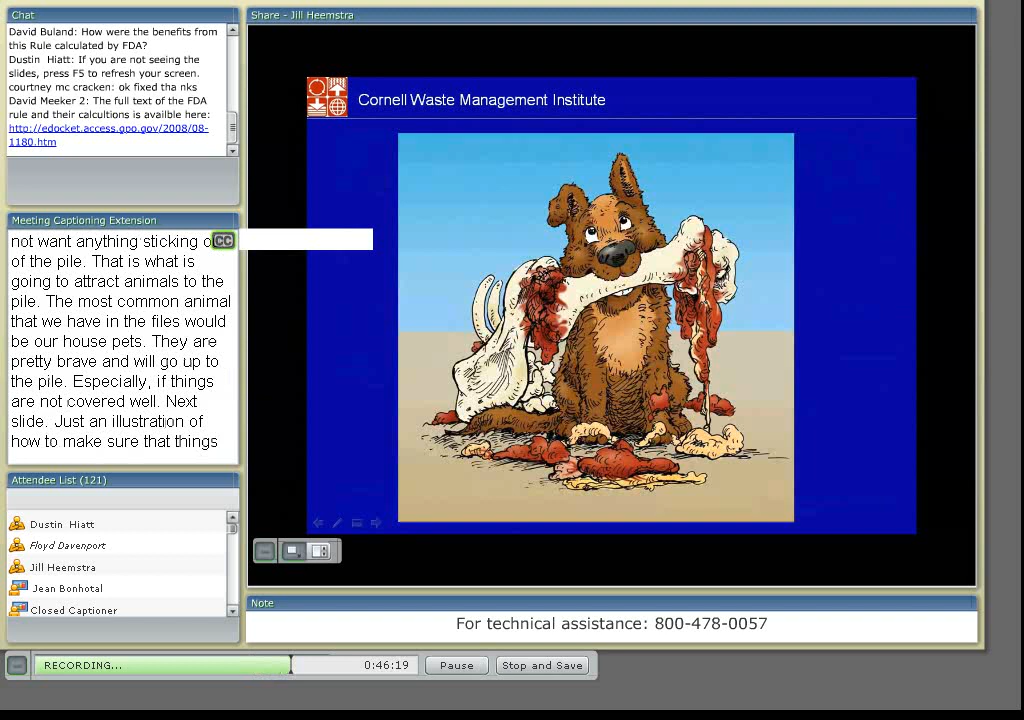 Chat
David Buland: How were the benefits from
this Rule calculated by FDA?
Dustin Hiatt: If you are not seeing the
slides, press F5 to refresh your screen.
courtney mc cracken: ok fixed tha nks
David Meeker 2: The full text of the FDA
rule and their calcultions is availble here:
http://edocket.access.gpo.gov/2008/08-
1180.htm
Meeting Captioning Extension
not want anything sticking o
CC
of the pile. That is what is
going to attract animals to the
pile. The most common animal
that we have in the files would
be our house pets. They are
pretty brave and will go up to
the pile. Especially, if things
are not covered well. Next
slide. Just an illustration of
how to make sure that things
Attendee List (121)
Dustin Hiatt
Floyd Davenport
Jill Heemstra
Jean Bonhotal
Closed Captioner
Share - Jill Heemstra
Cornell Waste Management Institute
Note
For technical assistance: 800-478-0057
RECORDING...
0:46:19
Pause
Stop and Save